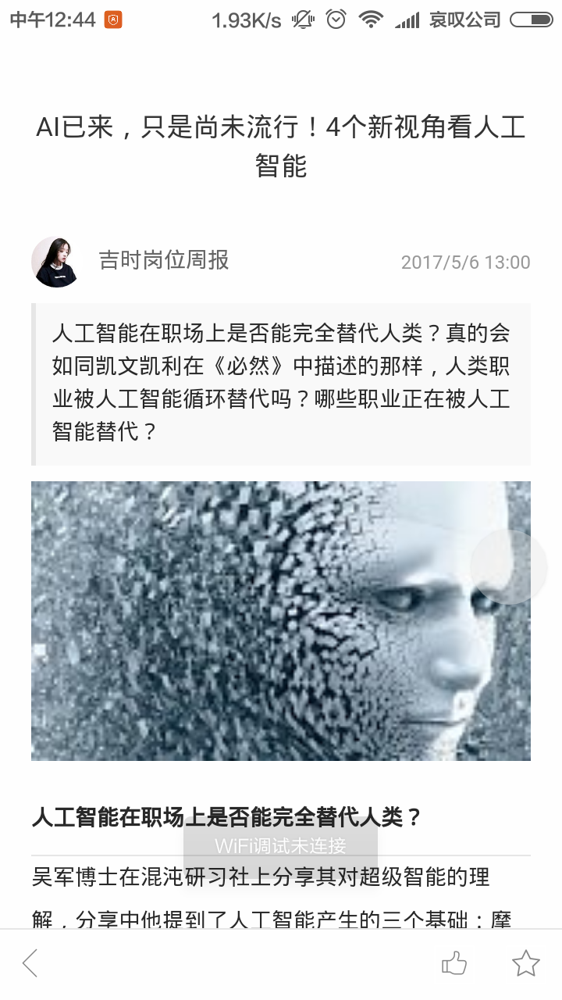 中午12:44
1.93K/s
哀叹公司
AI已来，只是尚未流行！4个新视角看人工
智能
吉时岗位周报
2017/5/6 13:00
人工智能在职场上是否能完全替代人类？真的会
如同凯文凯利在《必然》中描述的那样，人类职
业被人工智能循环替代吗？哪些职业正在被人工
智能替代？
人工智能在职场上是否能完全替代人类？
WiFi调试未连接
吴军博士在混沌研习社上分享其对超级智能的理
解，分享中他提到了人工智能产生的三个基础：摩